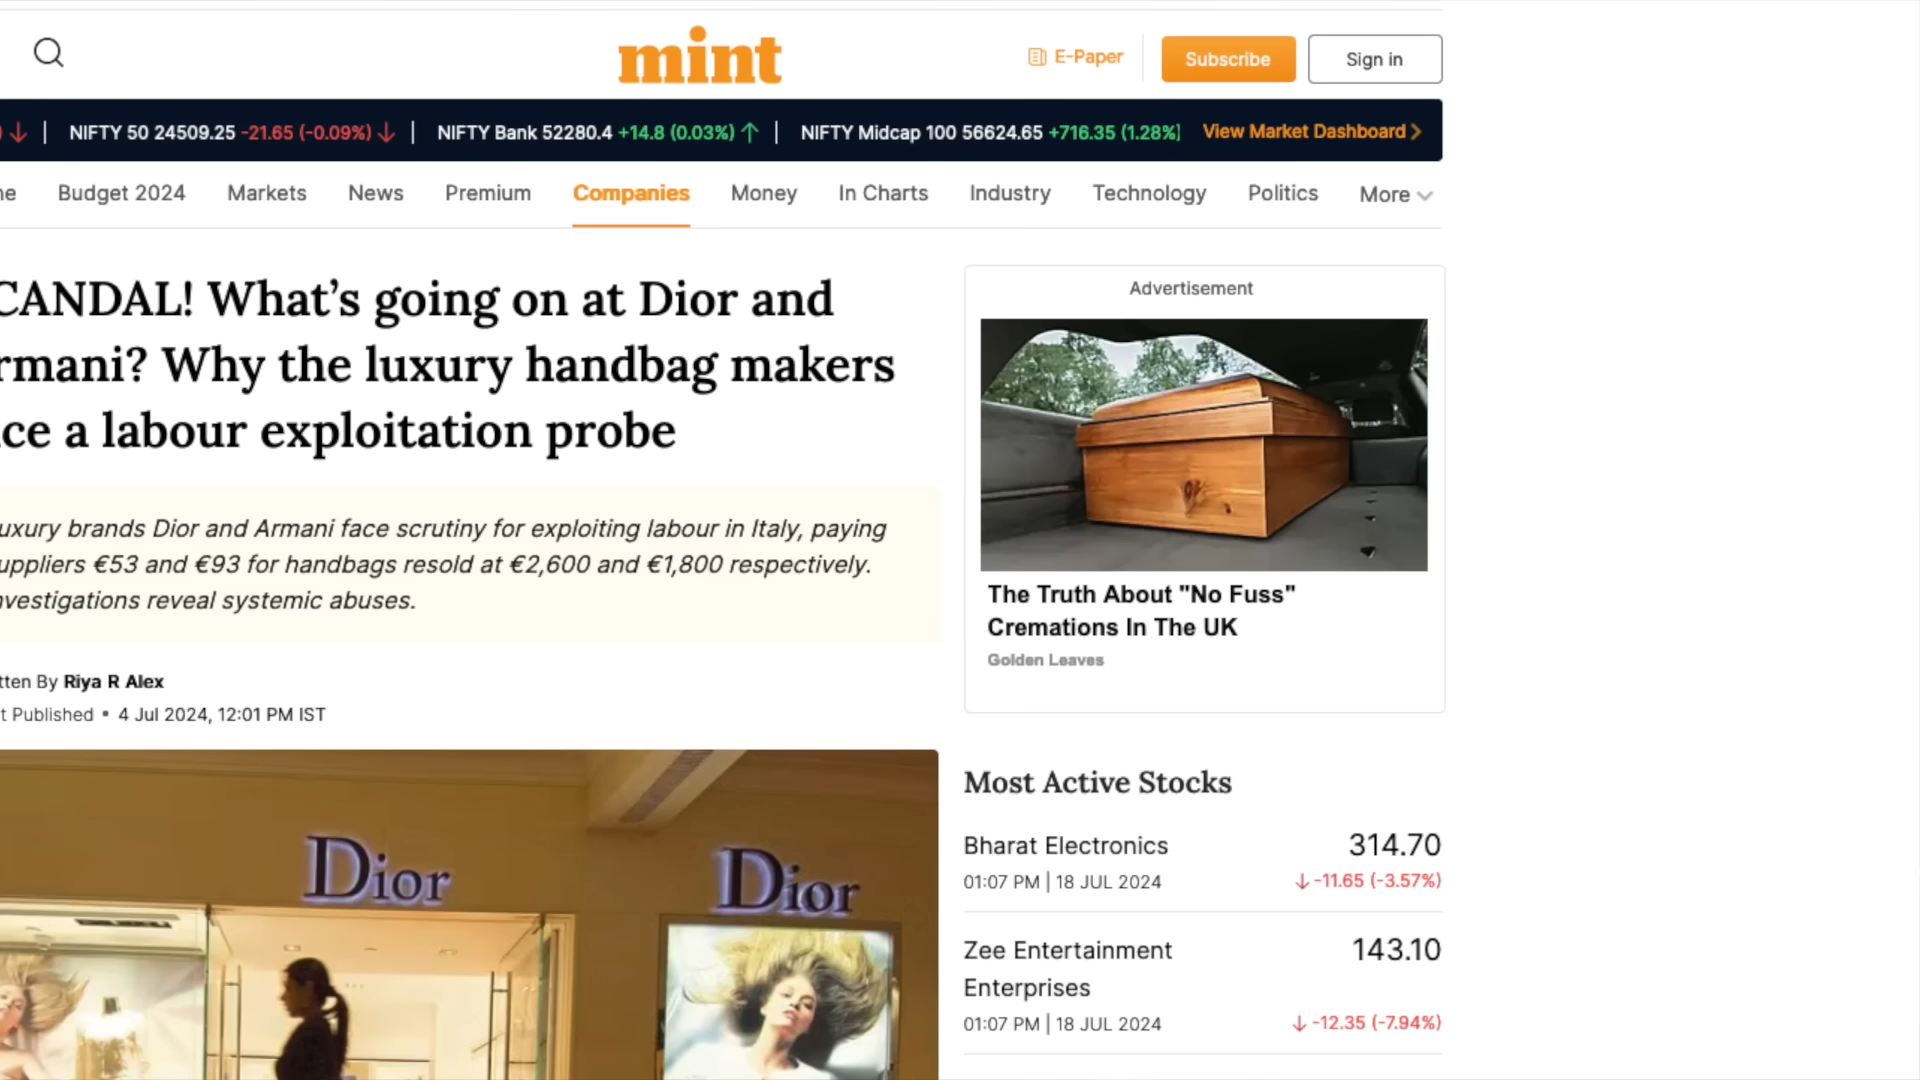 mint
E-Paper
Subscribe
Sign in
NIFTY 50 24509.25 -21.65 (-0.09%) | NIFTY Bank 52280.4 +14.8 (0.03%) | NIFTY Midcap 100 56624.65 +716.35 (1.28%) View Market Dashboard
Budget 2024 Markets News Premium Companies Money In Charts Industry Technology Politics More
CANDAL! What's going on at Dior and
rmani? Why the luxury handbag makers
ce a labour exploitation probe
uxury brands Dior and Armani face scrutiny for exploiting labour in Italy, paying
uppliers €53 and €93 for handbags resold at €2,600 and €1,800 respectively.
nvestigations reveal systemic abuses.
tten By Riya R Alex
t Published • 4 Jul 2024, 12:01 PM IST
Dior
Dior
Advertisement
The Truth About "No Fuss"
Cremations In The UK
Golden Leaves
Most Active Stocks
Bharat Electronics 314.70
01:07 PM | 18 JUL 2024 -11.65 (-3.57%)
Zee Entertainment 143.10
Enterprises
01:07 PM | 18 JUL 2024 -12.35 (-7.94%)